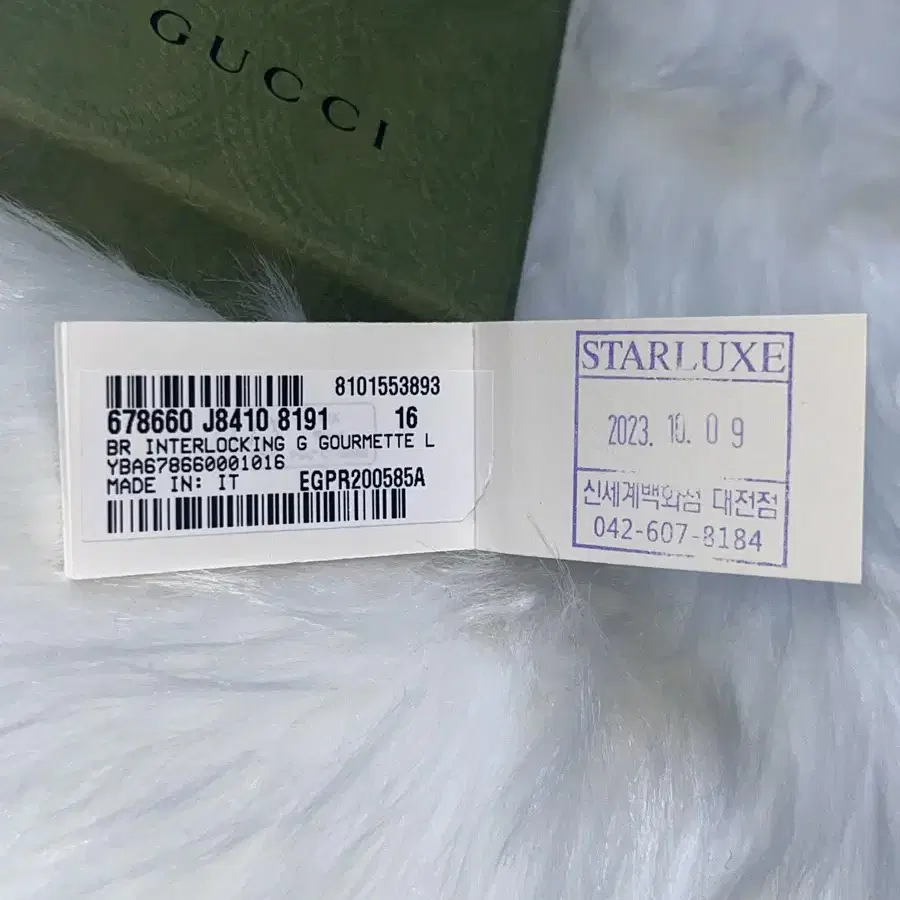 GUCCI
8101553893
678660 J8410 8191 16
BR INTERLOCKING G GOURMETTE L
YBA678660001016
MADE IN: IT EGPR200585A
STARLUXE
2023. 10. 09
신세계백화점 대전점
042-607-8184